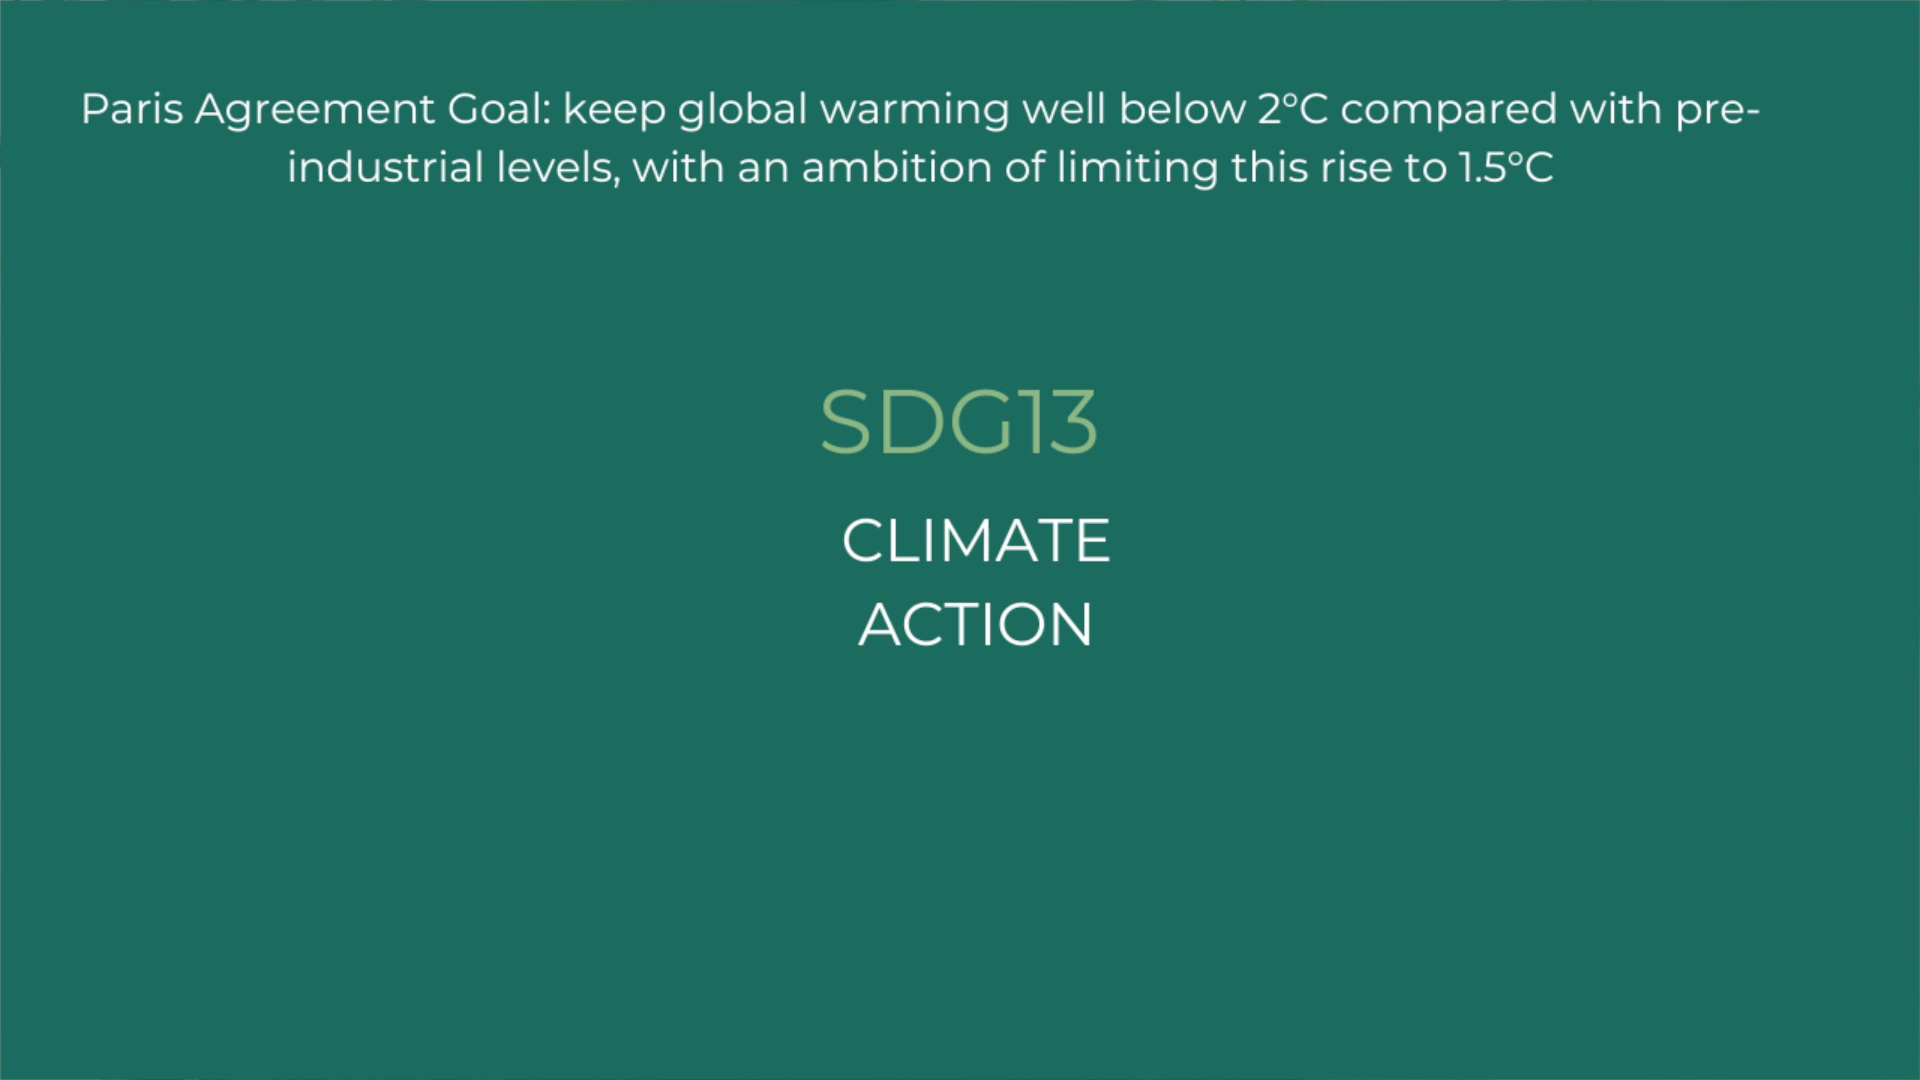 Paris Agreement Goal: keep global warming well below 2°C compared with pre-
industrial levels, with an ambition of limiting this rise to 1.5°C
SDG13
CLIMATE
ACTION